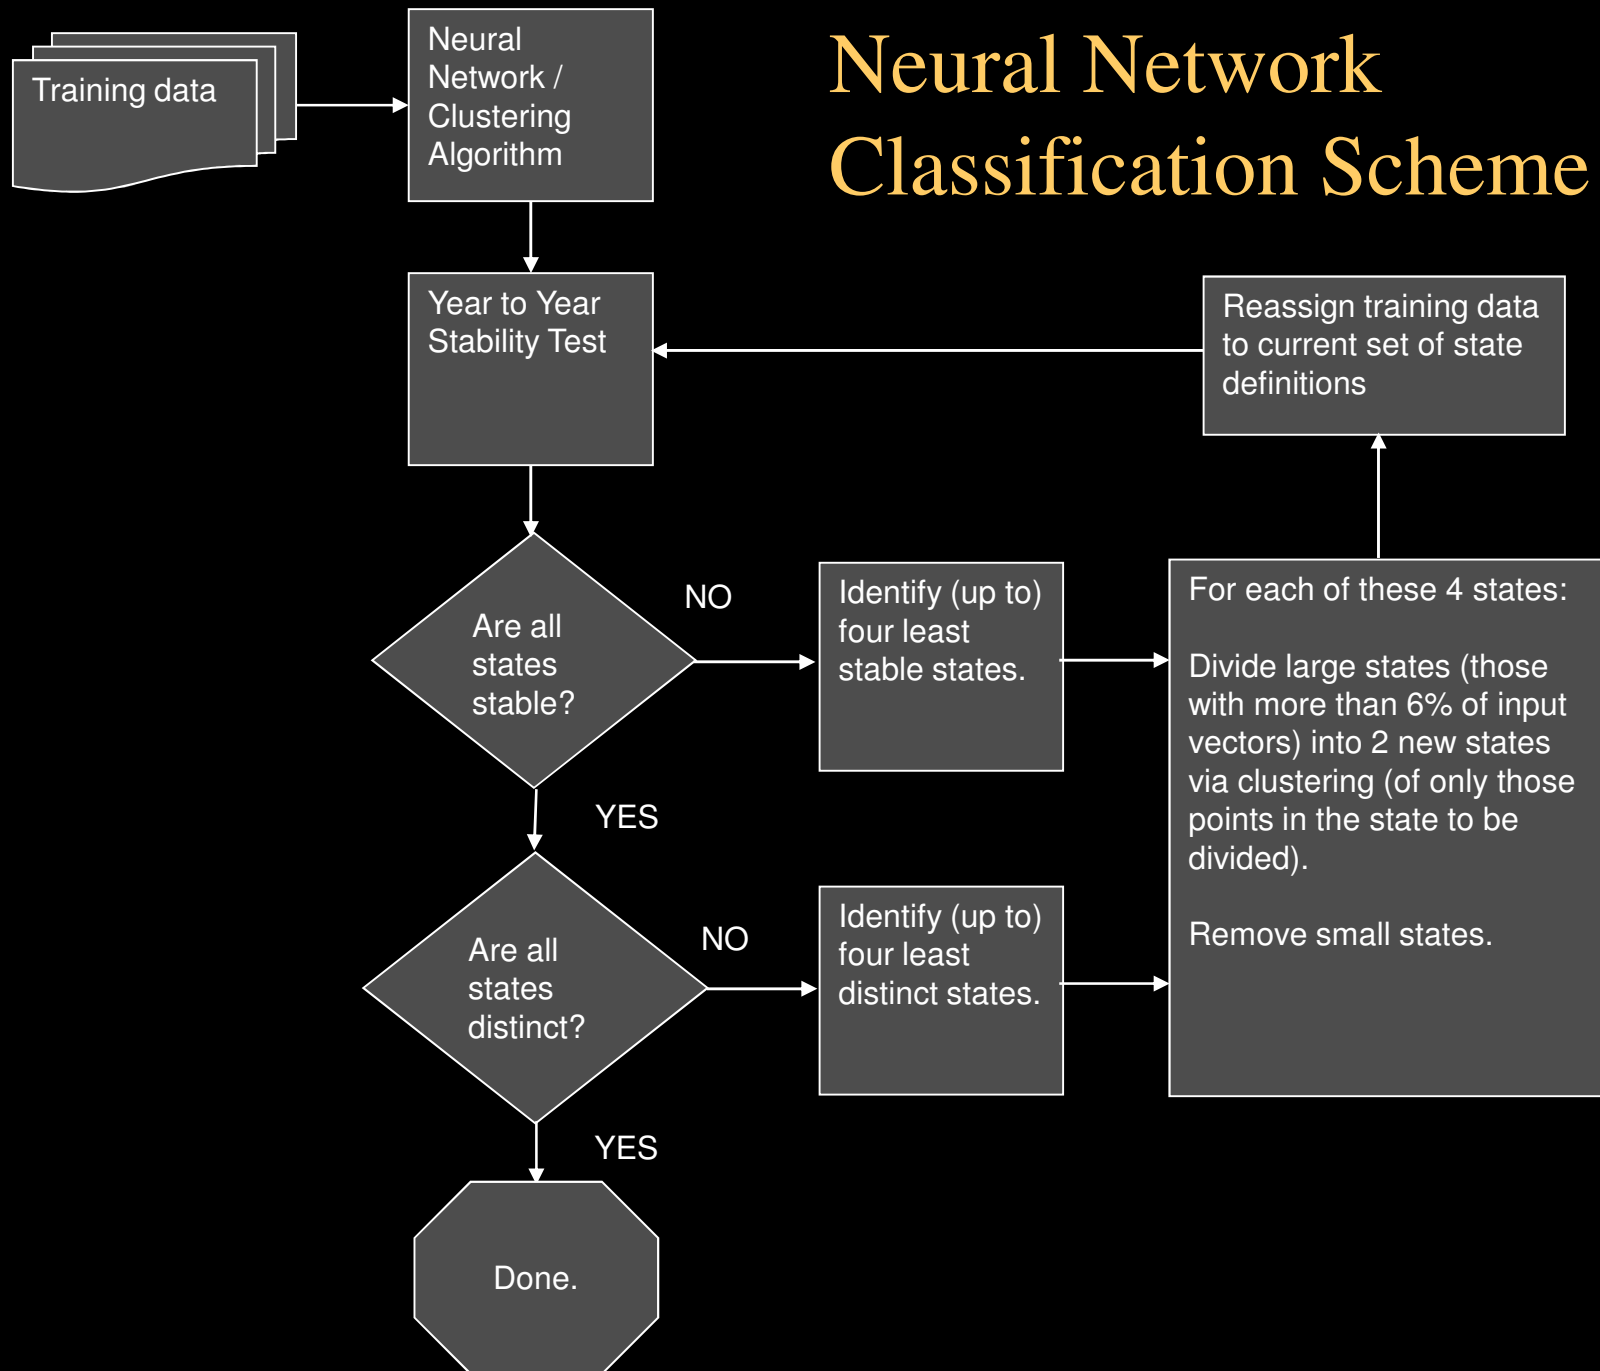 Neural Network
Classification Scheme
Training data
Neural
Network /
Clustering
Algorithm
Year to Year
Stability Test
Reassign training data
to current set of state
definitions
Are all
states
stable?
NO
Identify (up to)
four least
stable states.
For each of these 4 states:
Divide large states (those
with more than 6% of input
vectors) into 2 new states
via clustering (of only those
points in the state to be
divided).
Remove small states.
YES
Are all
states
distinct?
NO
Identify (up to)
four least
distinct states.
YES
Done.